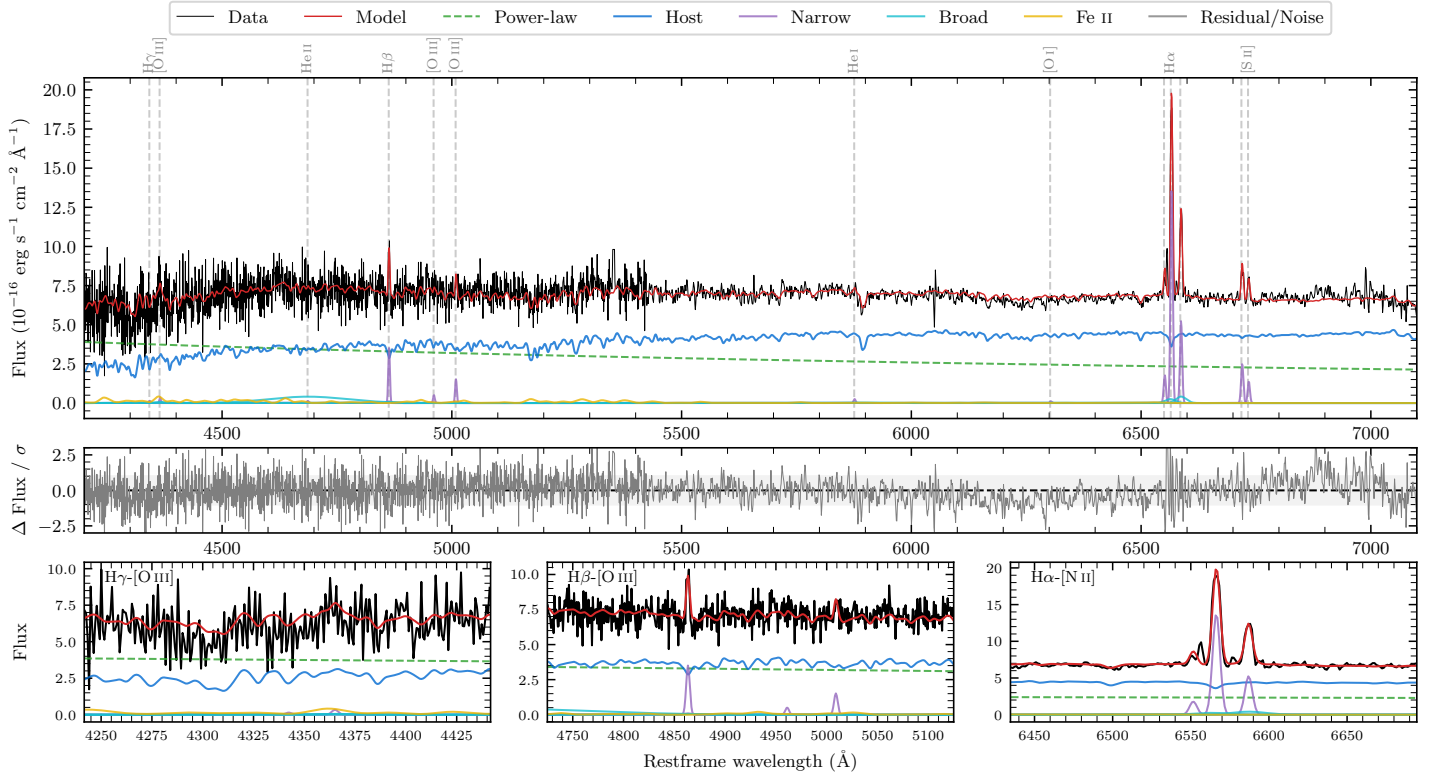 Data Model Power-law Host Narrow Broad Fe II Residual/Noise
Hγ [O III] He II Hβ [O III] [O III] He I [O I] Hα [S II]
Flux (10⁻¹⁶ erg s⁻¹ cm⁻² Å⁻¹)
20.0
17.5
15.0
12.5
10.0
7.5
5.0
2.5
0.0
4500 5000 5500 6000 6500 7000
Δ Flux / σ
2.5
0.0
−2.5
4500 5000 5500 6000 6500 7000
Flux
Hγ-[O III]
10.0
7.5
5.0
2.5
0.0
4250 4275 4300 4325 4350 4375 4400 4425
Hβ-[O III]
10.0
7.5
5.0
2.5
0.0
4750 4800 4850 4900 4950 5000 5050 5100
Hα-[N II]
20
15
10
5
0
6450 6500 6550 6600 6650
Restframe wavelength (Å)